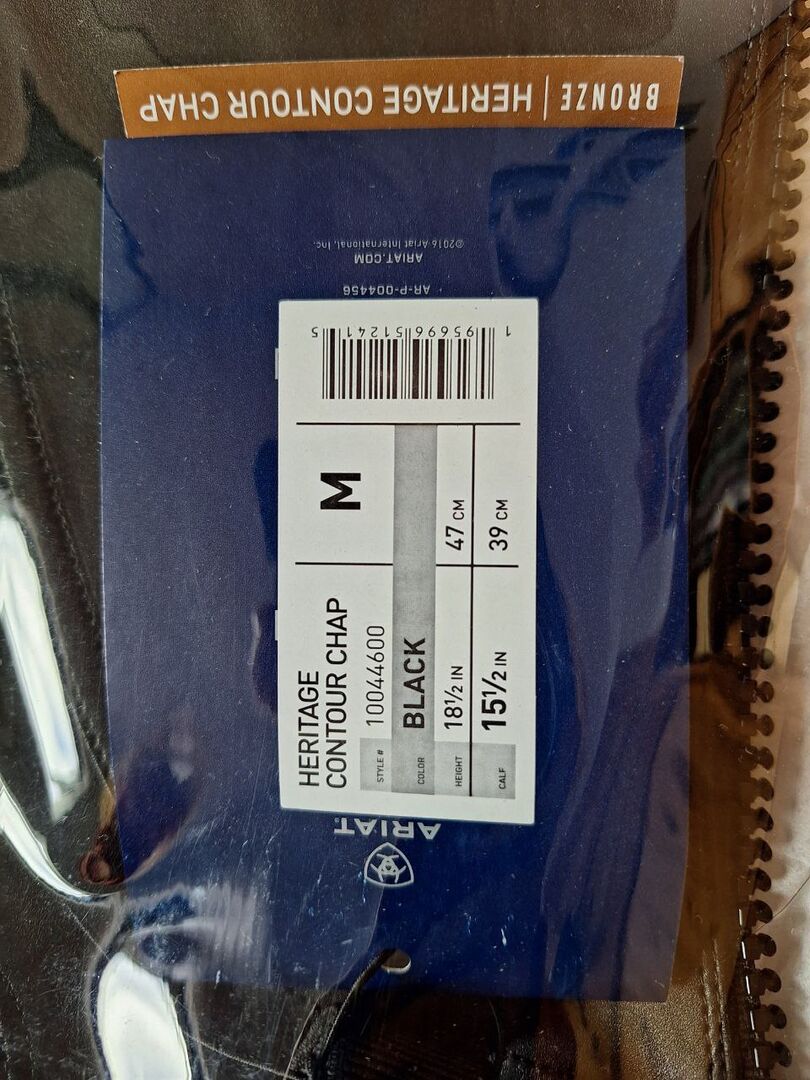 BRONZE | HERITAGE CONTOUR CHAP
©2016 Ariat International, Inc.
ARIAT.COM
AR-P-004456
1 95696 51241 5
HERITAGE
CONTOUR CHAP
M
STYLE # 10044600
COLOR BLACK
HEIGHT 18½ IN 47 CM
CALF 15½ IN 39 CM
ARIAT